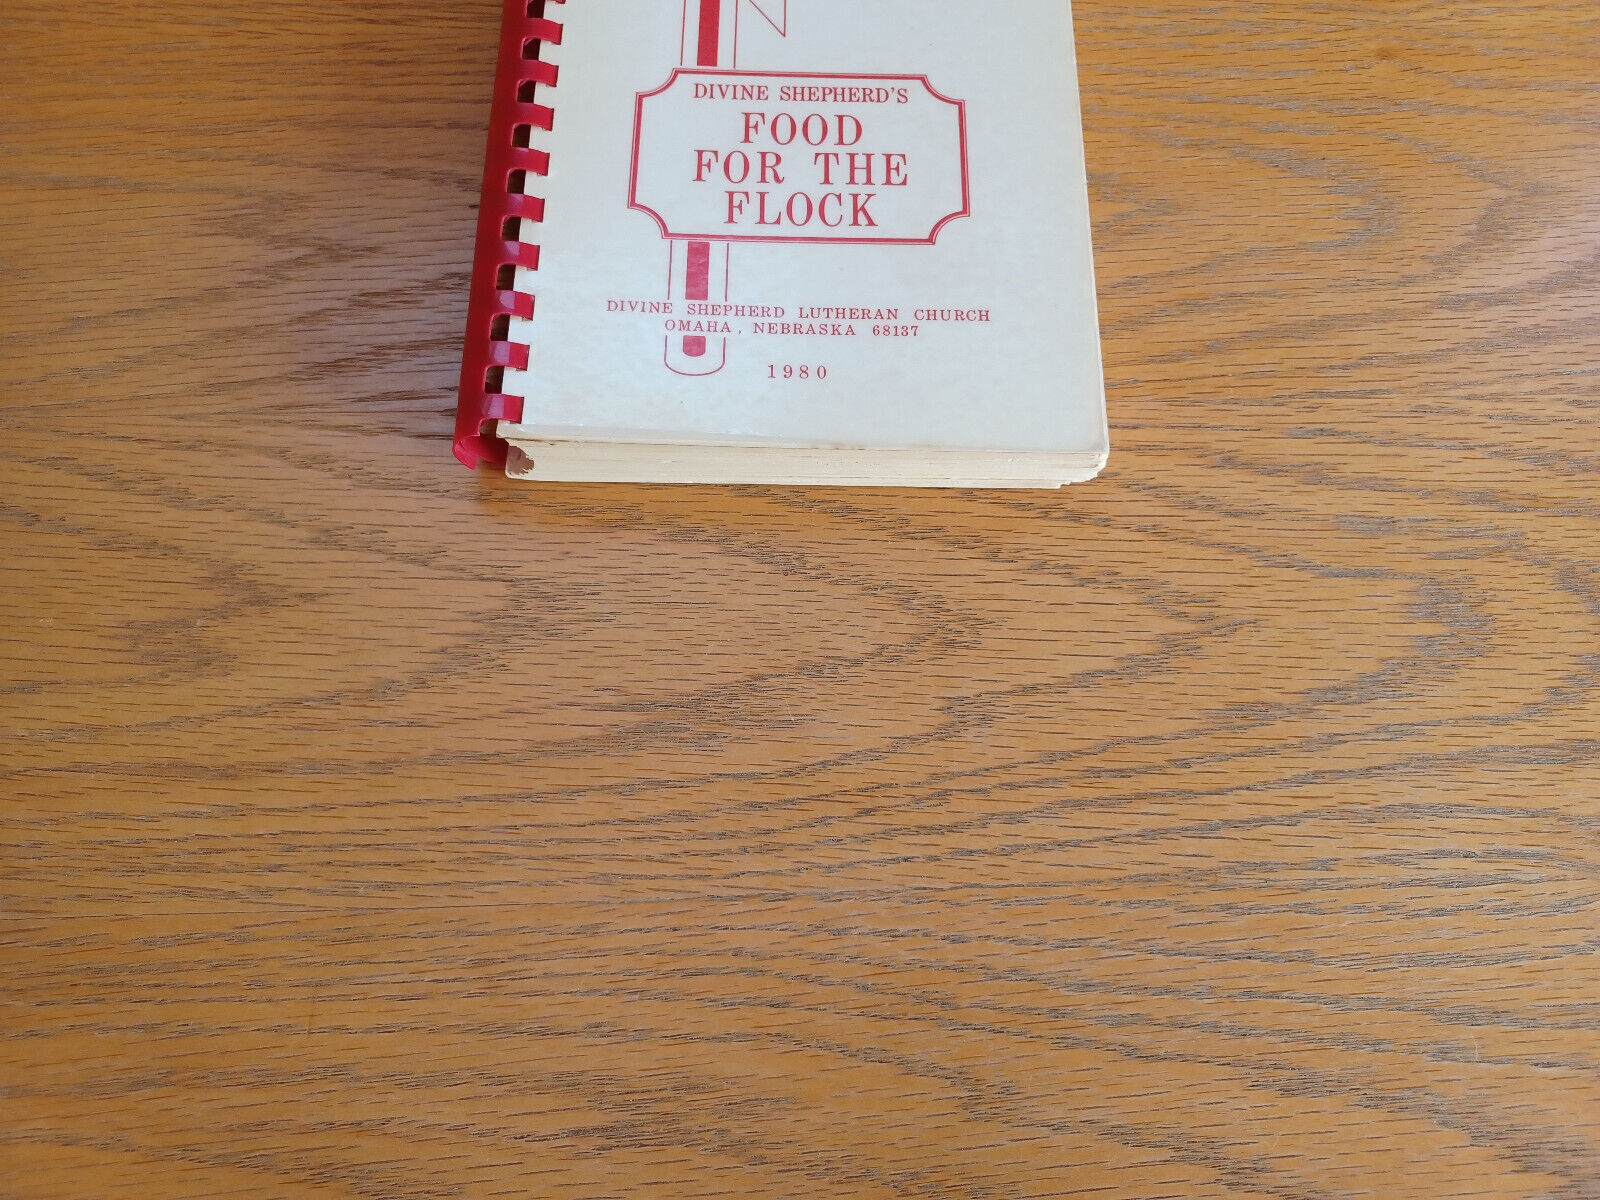 DIVINE SHEPHERD'S
FOOD
FOR THE
FLOCK
DIVINE SHEPHERD LUTHERAN CHURCH
OMAHA, NEBRASKA 68137
1980